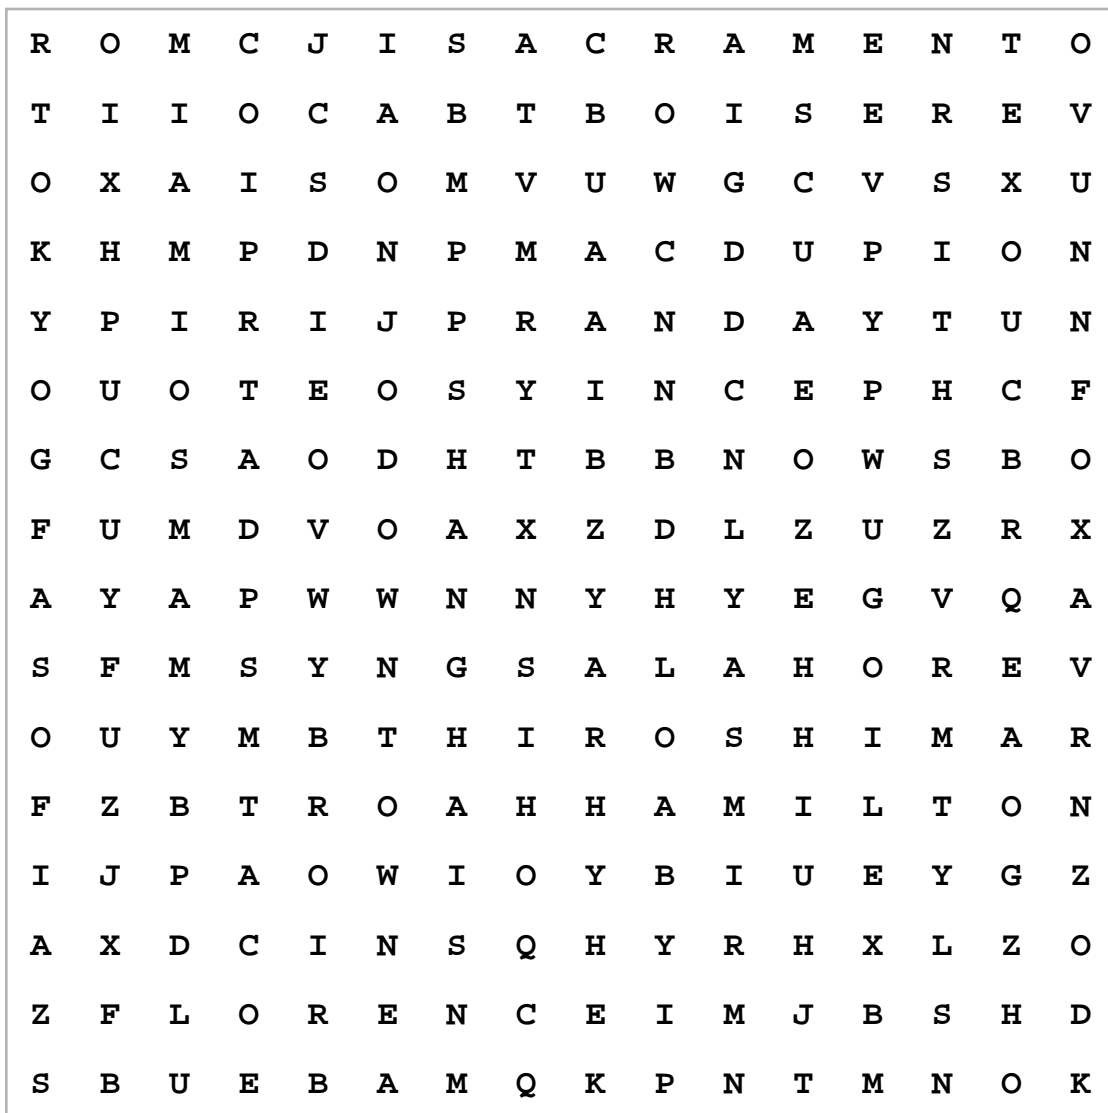 R O M C J I S A C R A M E N T O
T I I O C A B T B O I S E R E V
O X A I S O M V U W G C V S X U
K H M P D N P M A C D U P I O N
Y P I R I J P R A N D A Y T U N
O U O T E O S Y I N C E P H C F
G C S A O D H T B B N O W S B O
F U M D V O A X Z D L Z U Z R X
A Y A P W W N N Y H Y E G V Q A
S F M S Y N G S A L A H O R E V
O U Y M B T H I R O S H I M A R
F Z B T R O A H H A M I L T O N
I J P A O W I O Y B I U E Y G Z
A X D C I N S Q H Y R H X L Z O
Z F L O R E N C E I M J B S H D
S B U E B A M Q K P N T M N O K